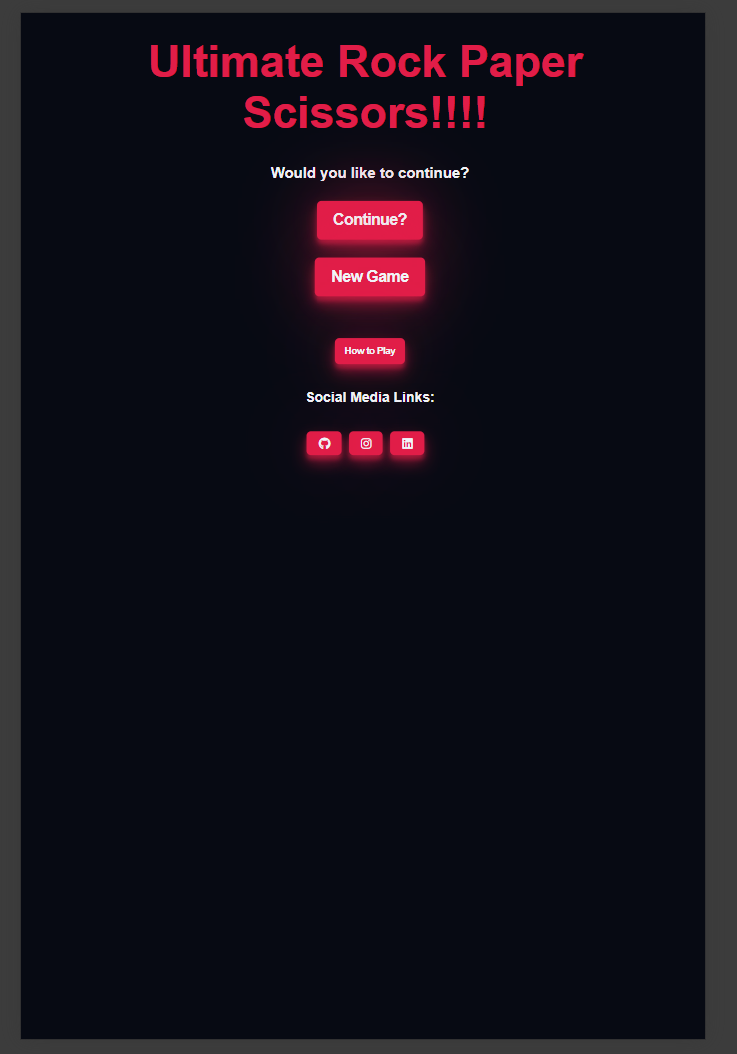 Ultimate Rock Paper
Scissors!!!!
Would you like to continue?
Continue?
New Game
How to Play
Social Media Links: